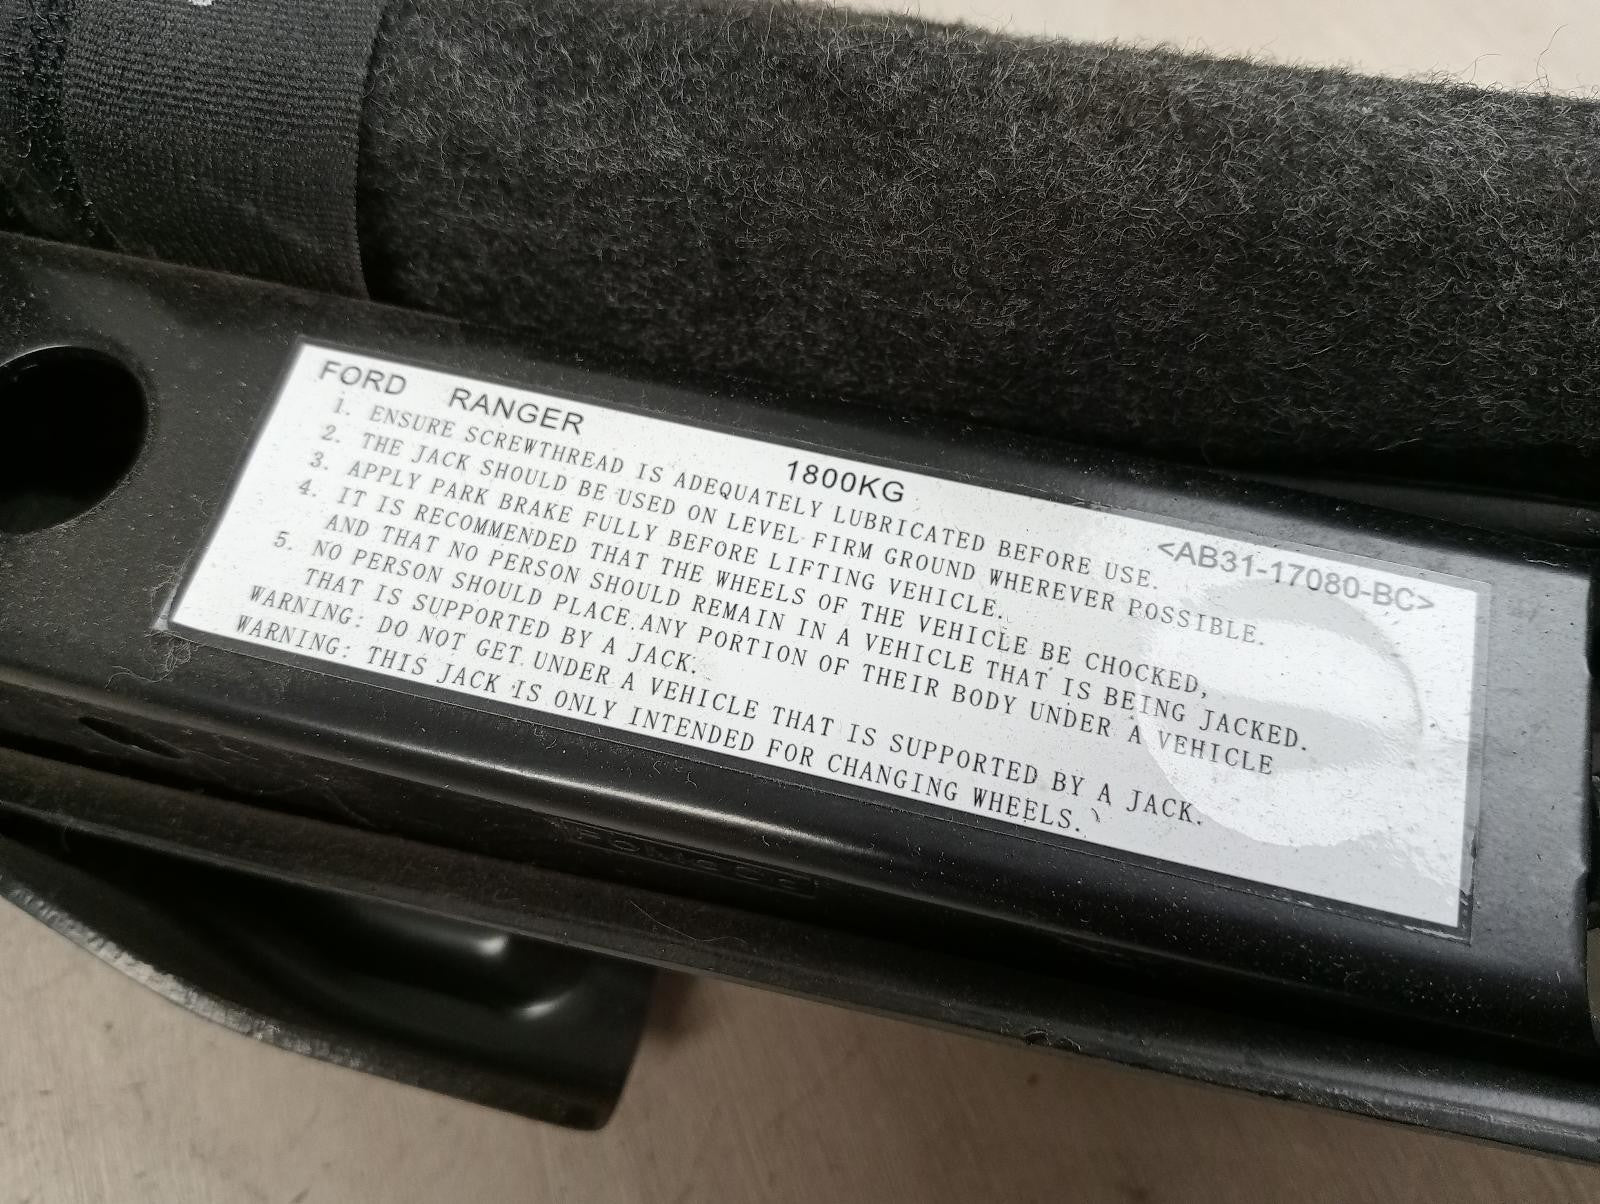 FORD RANGER 1800KG <AB31-17080-BC>
1. ENSURE SCREWTHREAD IS ADEQUATELY LUBRICATED BEFORE USE.
2. THE JACK SHOULD BE USED ON LEVEL FIRM GROUND WHEREVER POSSIBLE.
3. APPLY PARK BRAKE FULLY BEFORE LIFTING VEHICLE.
4. IT IS RECOMMENDED THAT THE WHEELS OF THE VEHICLE BE CHOCKED,
AND THAT NO PERSON SHOULD REMAIN IN A VEHICLE THAT IS BEING JACKED.
5. NO PERSON SHOULD PLACE ANY PORTION OF THEIR BODY UNDER A VEHICLE
THAT IS SUPPORTED BY A JACK.
WARNING: DO NOT GET UNDER A VEHICLE THAT IS SUPPORTED BY A JACK.
WARNING: THIS JACK IS ONLY INTENDED FOR CHANGING WHEELS.